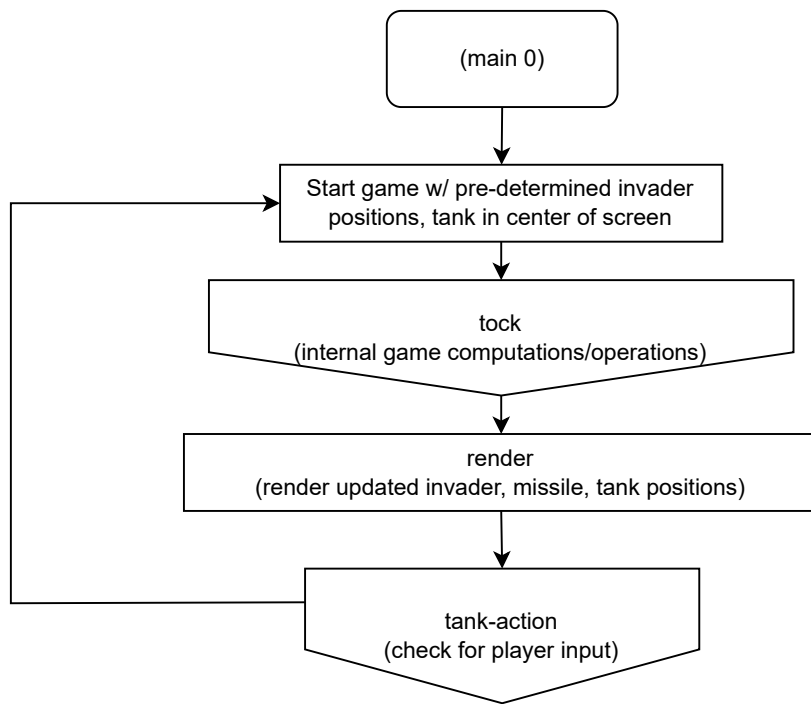 (main 0)
Start game w/ pre-determined invader
positions, tank in center of screen
tock
(internal game computations/operations)
render
(render updated invader, missile, tank positions)
tank-action
(check for player input)